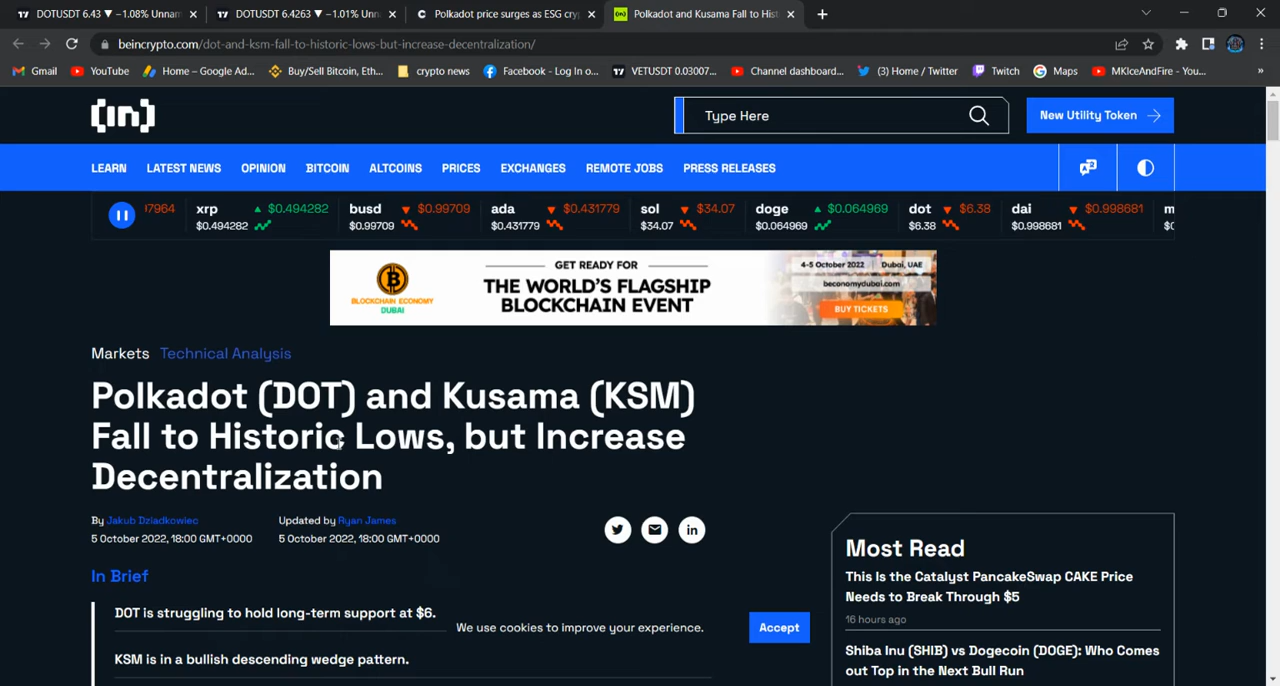 DOTUSDT 6.43 ▼ −1.08% Unnam
DOTUSDT 6.4263 ▼ −1.01% Unn
Polkadot price surges as ESG cry
Polkadot and Kusama Fall to Hist
beincrypto.com/dot-and-ksm-fall-to-historic-lows-but-increase-decentralization/
Gmail
YouTube
Home – Google Ad...
Buy/Sell Bitcoin, Eth...
crypto news
Facebook - Log In o...
VETUSDT 0.03007...
Channel dashboard...
(3) Home / Twitter
Twitch
Maps
MKIceAndFire - You...
[in]
Type Here
New Utility Token
LEARN
LATEST NEWS
OPINION
BITCOIN
ALTCOINS
PRICES
EXCHANGES
REMOTE JOBS
PRESS RELEASES
7964
xrp ▲ $0.494282
$0.494282
busd ▼ $0.99709
$0.99709
ada ▼ $0.431779
$0.431779
sol ▼ $34.07
$34.07
doge ▲ $0.064969
$0.064969
dot ▼ $6.38
$6.38
dai ▼ $0.998681
$0.998681
BLOCKCHAIN ECONOMY
DUBAI
GET READY FOR
THE WORLD'S FLAGSHIP
BLOCKCHAIN EVENT
4-5 October 2022 | Dubai, UAE
beconomydubai.com
BUY TICKETS
Markets Technical Analysis
Polkadot (DOT) and Kusama (KSM)
Fall to Historic Lows, but Increase
Decentralization
By Jakub Dziadkowiec
5 October 2022, 18:00 GMT+0000
Updated by Ryan James
5 October 2022, 18:00 GMT+0000
In Brief
DOT is struggling to hold long-term support at $6.
KSM is in a bullish descending wedge pattern.
We use cookies to improve your experience.
Accept
Most Read
This Is the Catalyst PancakeSwap CAKE Price
Needs to Break Through $5
16 hours ago
Shiba Inu (SHIB) vs Dogecoin (DOGE): Who Comes
out Top in the Next Bull Run